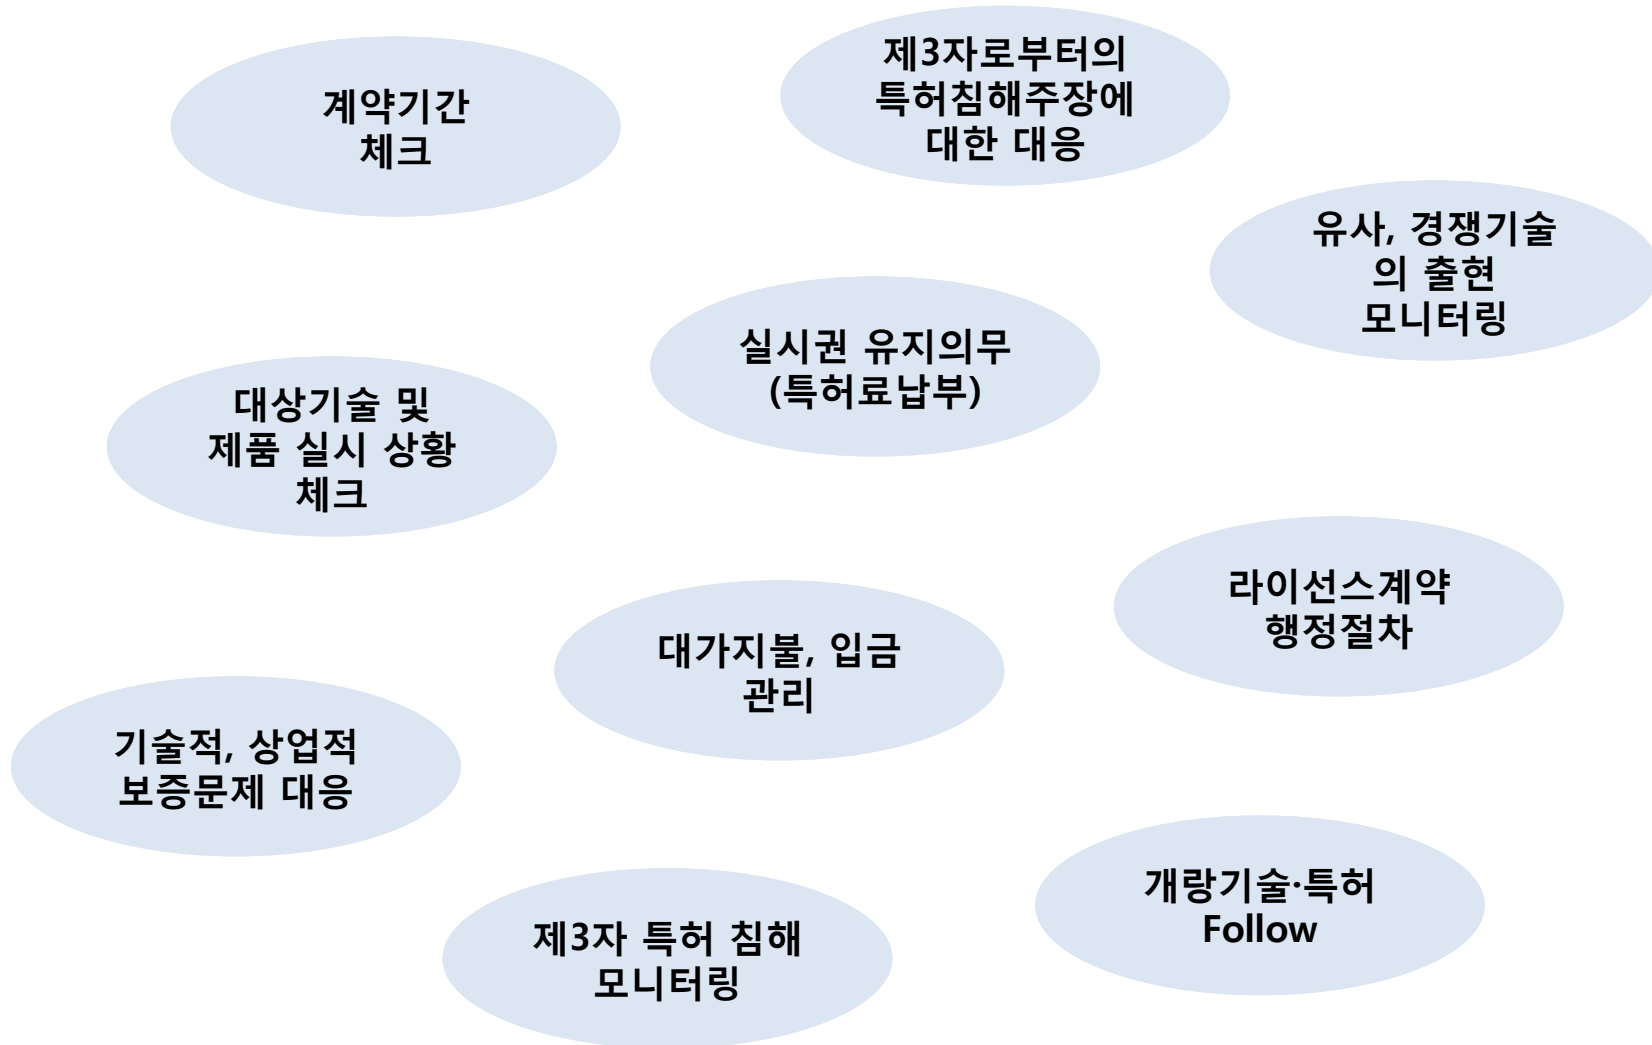 계약기간
체크
제3자로부터의
특허침해주장에
대한 대응
유사, 경쟁기술
의 출현
모니터링
실시권 유지의무
(특허료납부)
대상기술 및
제품 실시 상황
체크
라이선스계약
행정절차
대가지불, 입금
관리
기술적, 상업적
보증문제 대응
개랑기술·특허
Follow
제3자 특허 침해
모니터링